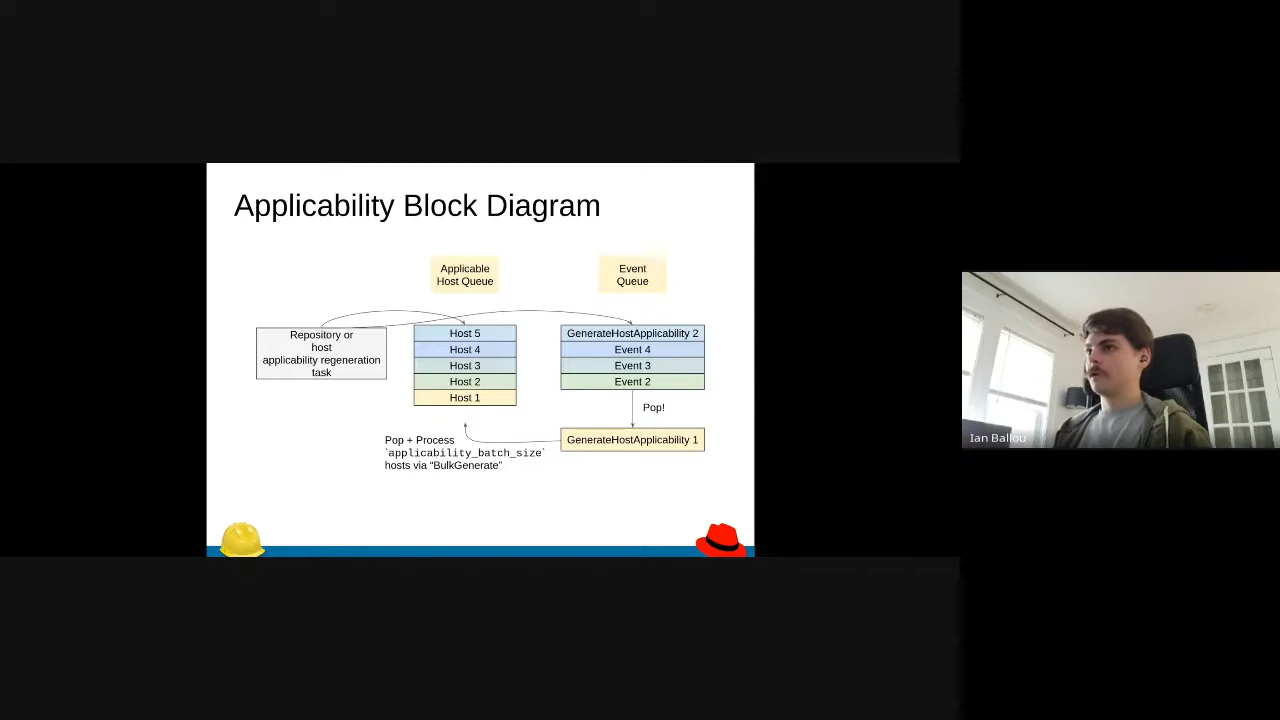 Applicability Block Diagram
Applicable
Host Queue
Event
Queue
Repository or
host
applicability regeneration
task
Host 5
Host 4
Host 3
Host 2
Host 1
GenerateHostApplicability 2
Event 4
Event 3
Event 2
Pop!
GenerateHostApplicability 1
Pop + Process
`applicability_batch_size`
hosts via “BulkGenerate”
Ian Ballou